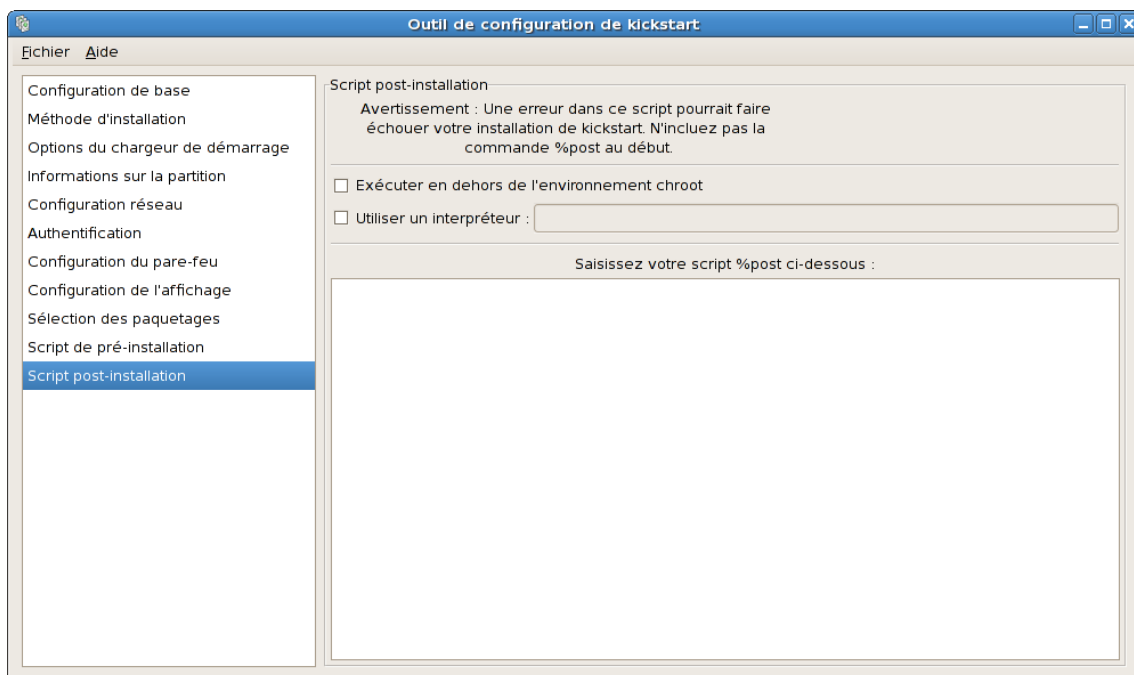 Outil de configuration de kickstart
Fichier Aide
Configuration de base
Méthode d'installation
Options du chargeur de démarrage
Informations sur la partition
Configuration réseau
Authentification
Configuration du pare-feu
Configuration de l'affichage
Sélection des paquetages
Script de pré-installation
Script post-installation
Script post-installation
Avertissement : Une erreur dans ce script pourrait faire
échouer votre installation de kickstart. N'incluez pas la
commande %post au début.
Exécuter en dehors de l'environnement chroot
Utiliser un interpréteur :
Saisissez votre script %post ci-dessous :